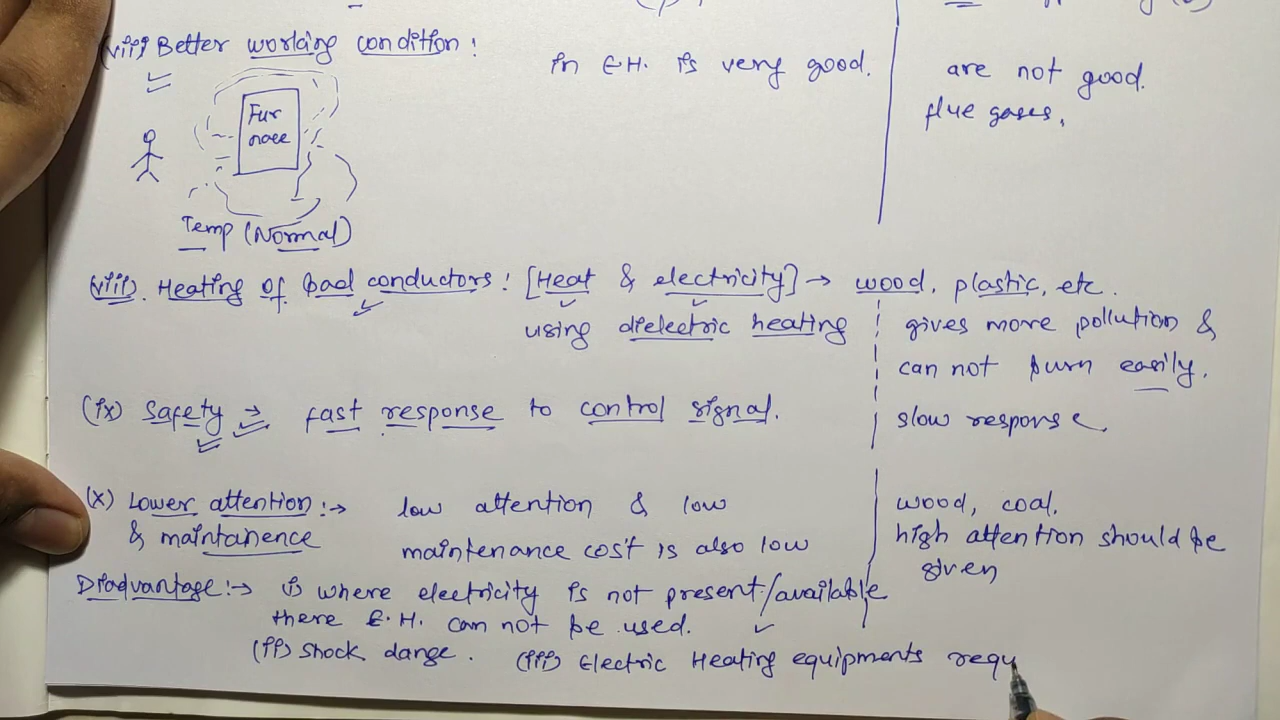 (viii) Better working condition :
in E.H. is very good.
are not good.
flue gases,
Fur
nace
Temp (Normal)
(viii). Heating of bad conductors : [Heat & electricity] → wood, plastic, etc.
using dielectric heating
gives more pollution &
can not burn easily.
(ix) safety → fast response to control signal.
slow response
(x) Lower attention :→ low attention & low
& maintanence maintenance cost is also low
wood, coal.
high attention should be
given
Disadvantage :→ i) where electricity is not present/available
there E.H. can not be used.
(ii) shock dange. (iii) Electric Heating equipments requ